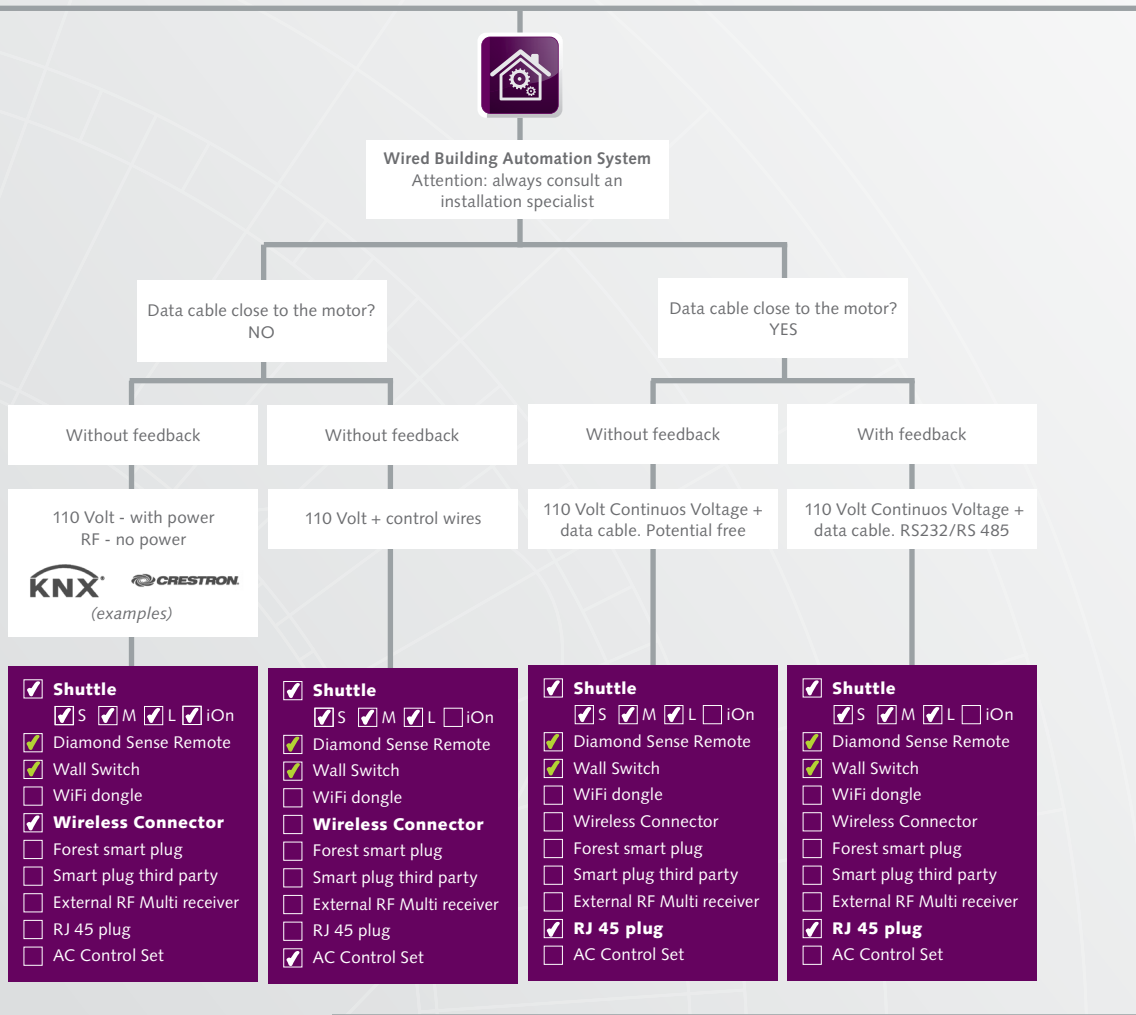 Wired Building Automation System
Attention: always consult an
installation specialist
Data cable close to the motor?
NO
Data cable close to the motor?
YES
Without feedback
Without feedback
Without feedback
With feedback
110 Volt - with power
RF - no power
KNX
CRESTRON
(examples)
110 Volt + control wires
110 Volt Continuos Voltage +
data cable. Potential free
110 Volt Continuos Voltage +
data cable. RS232/RS 485
Shuttle
S M L iOn
Diamond Sense Remote
Wall Switch
WiFi dongle
Wireless Connector
Forest smart plug
Smart plug third party
External RF Multi receiver
RJ 45 plug
AC Control Set
Shuttle
S M L iOn
Diamond Sense Remote
Wall Switch
WiFi dongle
Wireless Connector
Forest smart plug
Smart plug third party
External RF Multi receiver
RJ 45 plug
AC Control Set
Shuttle
S M L iOn
Diamond Sense Remote
Wall Switch
WiFi dongle
Wireless Connector
Forest smart plug
Smart plug third party
External RF Multi receiver
RJ 45 plug
AC Control Set
Shuttle
S M L iOn
Diamond Sense Remote
Wall Switch
WiFi dongle
Wireless Connector
Forest smart plug
Smart plug third party
External RF Multi receiver
RJ 45 plug
AC Control Set